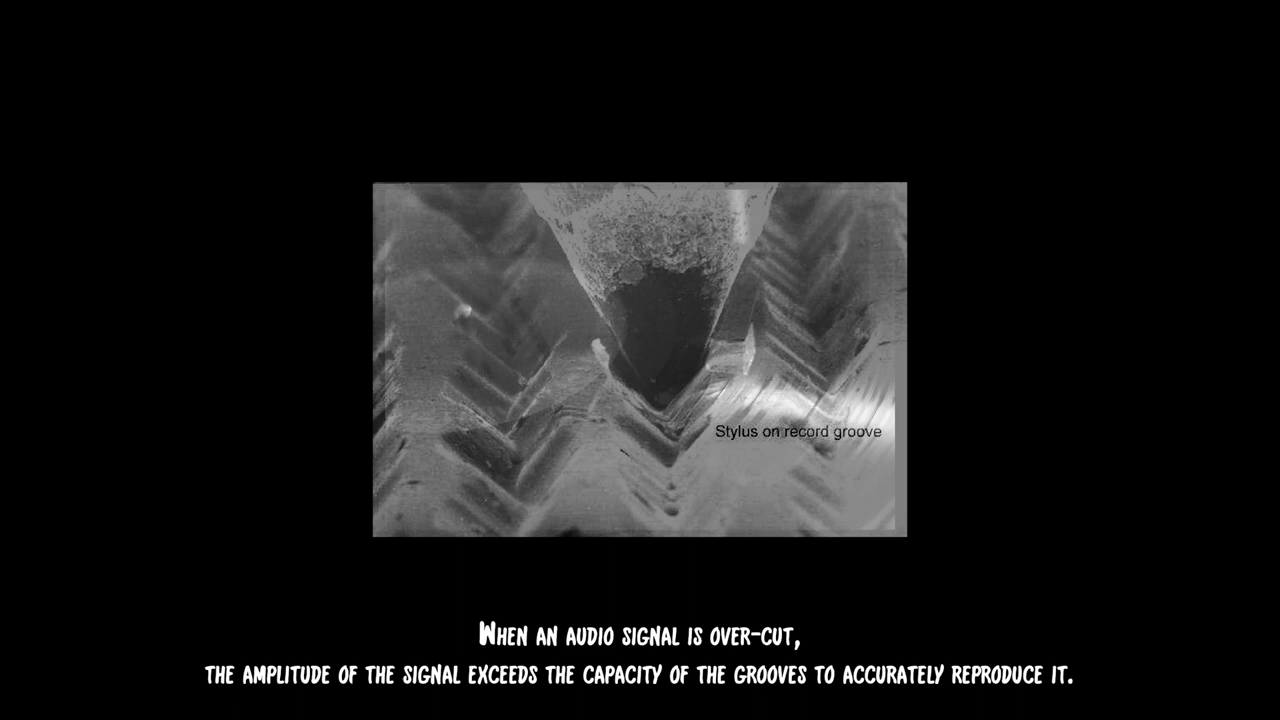 Stylus on record groove
When an audio signal is over-cut,
the amplitude of the signal exceeds the capacity of the grooves to accurately reproduce it.